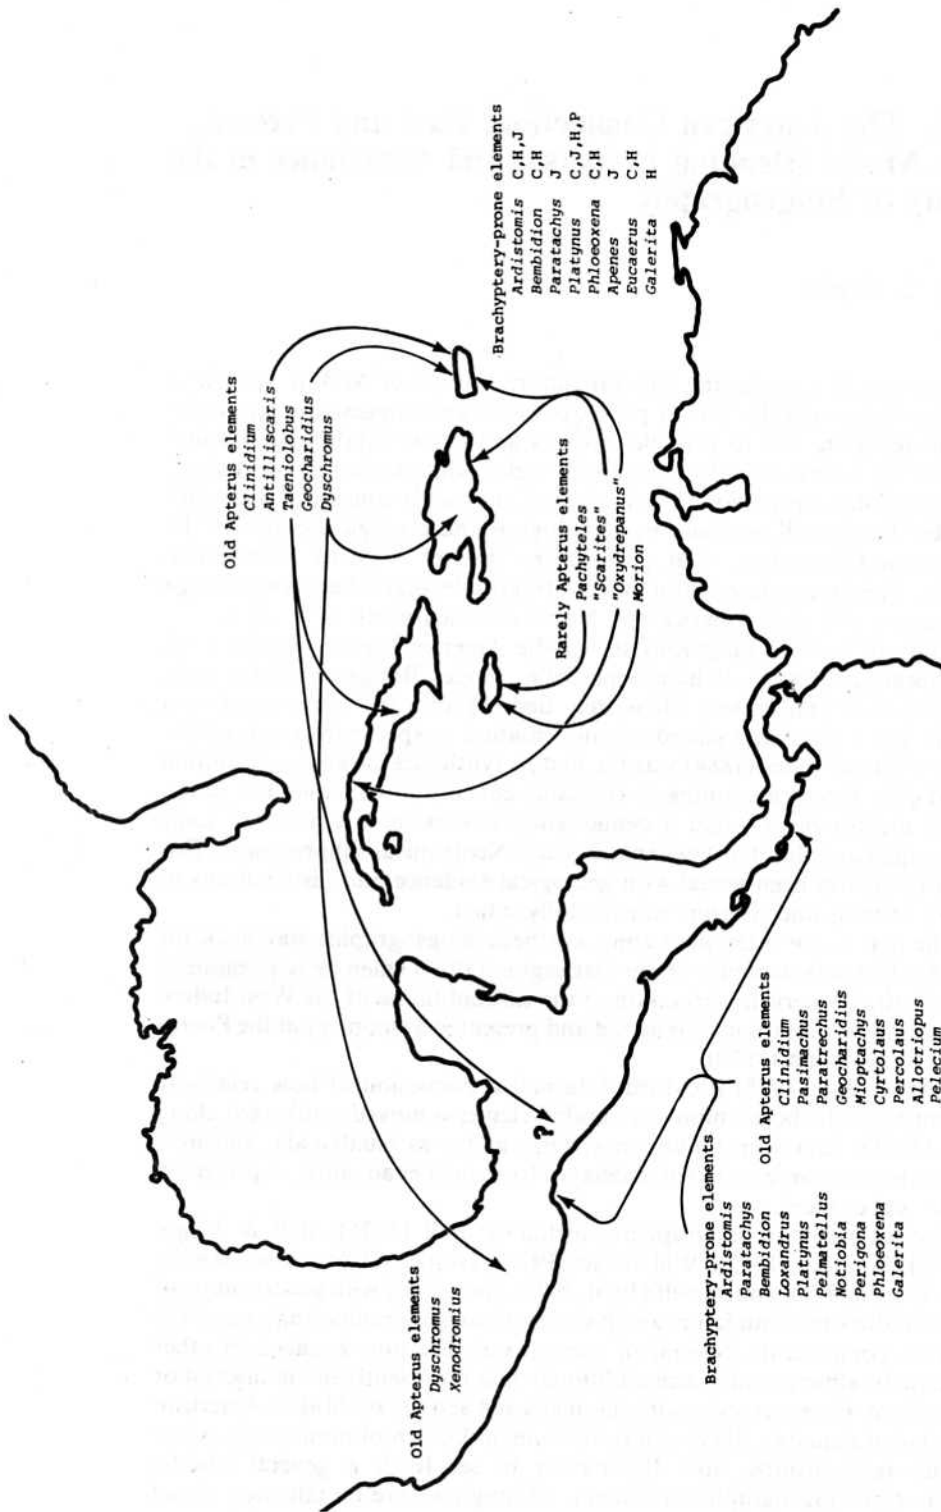 Old Apterus elements
Clinidium
Antilliscaris
Taeniolobus
Geocharidius
Dyschromus
Brachyptery-prone elements
Ardistomis C,H,J
Bembidion C,H
Paratachys J
Platynus C,J,H,P
Phloeoxena C,H
Apenes J
Eucaerus C,H
Galerita H
Rarely Apterus elements
Pachyteles
"Scarites"
"Oxydrepanus"
Morion
?
Old Apterus elements
Dyschromus
Xenodromius
Brachyptery-prone elements
Ardistomis
Paratachys
Bembidion
Loxandrus
Platynus
Pelmatellus
Notiobia
Perigona
Phloeoxena
Galerita
Old Apterus elements
Clinidium
Pasimachus
Paratrechus
Geocharidius
Mioptachys
Cyrtolaus
Percolaus
Allotriopus
Pelecium